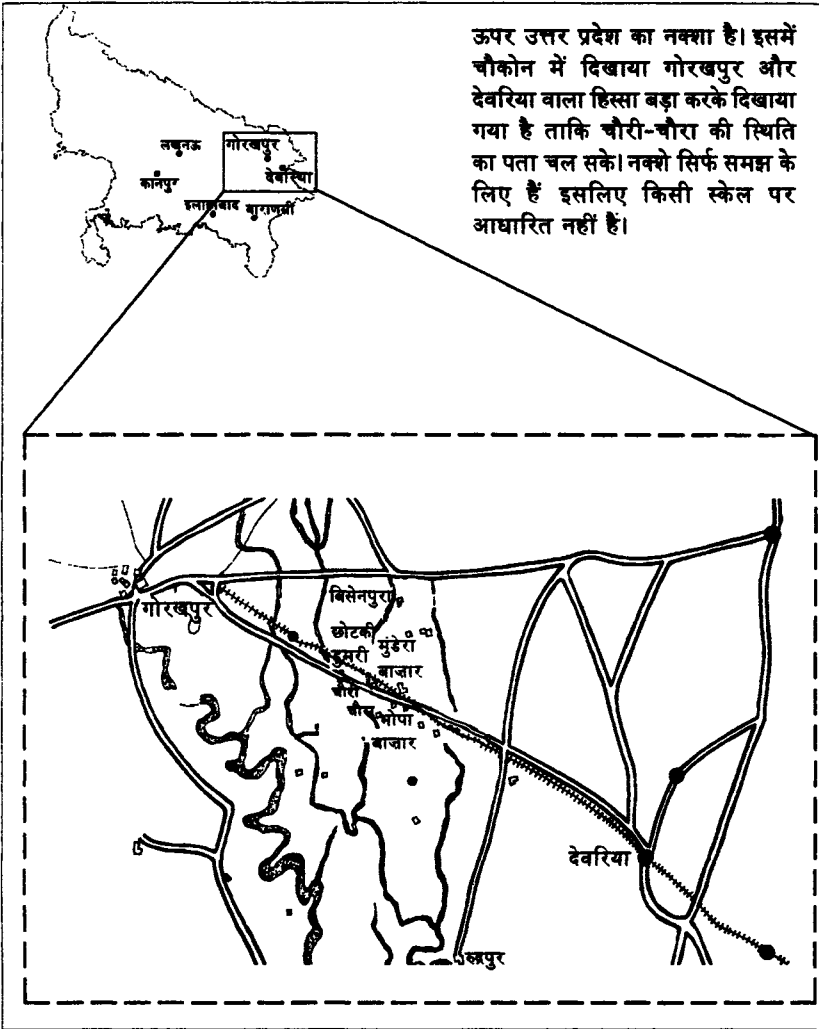 ऊपर उत्तर प्रदेश का नक्शा है। इसमें
चौकोन में दिखाया गोरखपुर और
देवरिया वाला हिस्सा बड़ा करके दिखाया
गया है ताकि चौरी-चौरा की स्थिति
का पता चल सके। नक्शे सिर्फ समझ के
लिए हैं इसलिए किसी स्केल पर
आधारित नहीं हैं।
लखनऊ
गोरखपुर
देवरिया
कानपुर
इलाहाबाद
वाराणसी
गोरखपुर
बिसेनपुरा
छोटकी
डुमरी
मुंडेरा
बाज़ार
चौरी
चौरा
भोपा
बाज़ार
देवरिया
रुद्रपुर